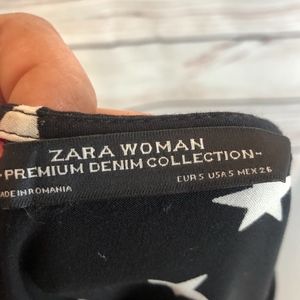 ZARA WOMAN
-PREMIUM DENIM COLLECTION-
MADE IN ROMANIA EUR S USA S MEX 26